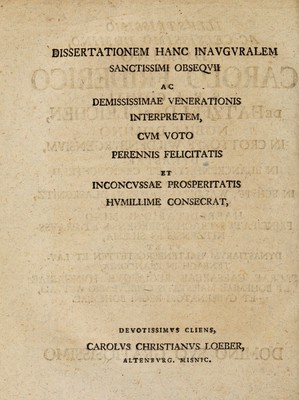 DISSERTATIONEM HANC INAVGVRALEM
SANCTISSIMI OBSEQVII
AC
DEMISSISSIMAE VENERATIONIS
INTERPRETEM,
CVM VOTO
PERENNIS FELICITATIS
ET
INCONCVSSAE PROSPERITATIS
HVMILLIME CONSECRAT,
DEVOTISSIMVS CLIENS,
CAROLVS CHRISTIANVS LOEBER,
ALTENBVRG. MISNIC.